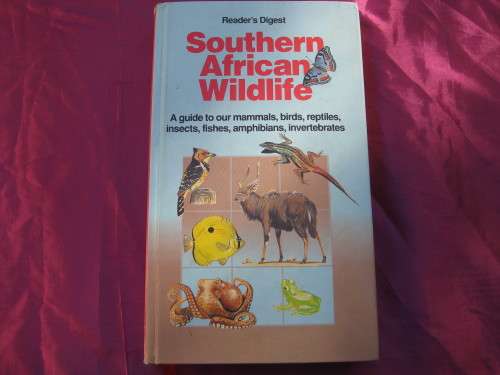 Reader's Digest
Southern
African
Wildlife
A guide to our mammals, birds, reptiles,
insects, fishes, amphibians, invertebrates